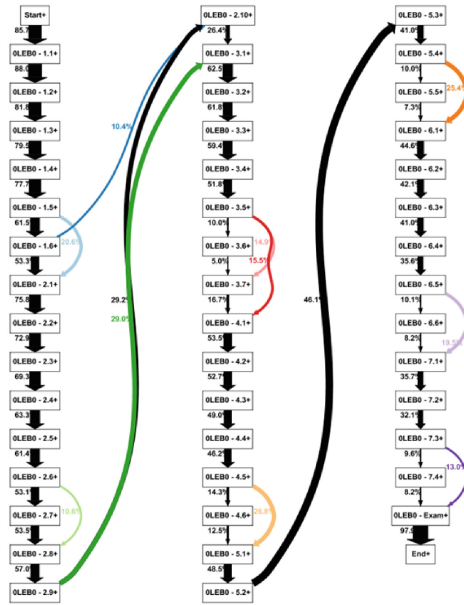 Start+
85.7%
0LEB0 - 1.1+
88.0%
0LEB0 - 1.2+
81.8%
0LEB0 - 1.3+
79.5%
0LEB0 - 1.4+
77.7%
0LEB0 - 1.5+
61.5%
20.6%
0LEB0 - 1.6+
53.3%
0LEB0 - 2.1+
75.8%
0LEB0 - 2.2+
72.9%
0LEB0 - 2.3+
69.3%
0LEB0 - 2.4+
63.3%
0LEB0 - 2.5+
61.4%
0LEB0 - 2.6+
53.1%
10.6%
0LEB0 - 2.7+
53.5%
0LEB0 - 2.8+
57.0%
0LEB0 - 2.9+
10.4%
29.2%
29.0%
0LEB0 - 2.10+
26.4%
0LEB0 - 3.1+
62.5%
0LEB0 - 3.2+
61.8%
0LEB0 - 3.3+
59.4%
0LEB0 - 3.4+
51.8%
0LEB0 - 3.5+
10.0%
14.9%
0LEB0 - 3.6+
15.5%
5.0%
0LEB0 - 3.7+
16.7%
0LEB0 - 4.1+
53.5%
0LEB0 - 4.2+
52.7%
0LEB0 - 4.3+
49.0%
0LEB0 - 4.4+
46.2%
0LEB0 - 4.5+
14.3%
26.8%
0LEB0 - 4.6+
12.5%
0LEB0 - 5.1+
48.5%
0LEB0 - 5.2+
46.1%
0LEB0 - 5.3+
41.0%
0LEB0 - 5.4+
10.0%
25.4%
0LEB0 - 5.5+
7.3%
0LEB0 - 6.1+
44.6%
0LEB0 - 6.2+
42.1%
0LEB0 - 6.3+
41.0%
0LEB0 - 6.4+
35.6%
0LEB0 - 6.5+
10.1%
0LEB0 - 6.6+
19.5%
8.2%
0LEB0 - 7.1+
35.7%
0LEB0 - 7.2+
32.1%
0LEB0 - 7.3+
9.6%
13.0%
0LEB0 - 7.4+
8.2%
0LEB0 - Exam+
97.9%
End+